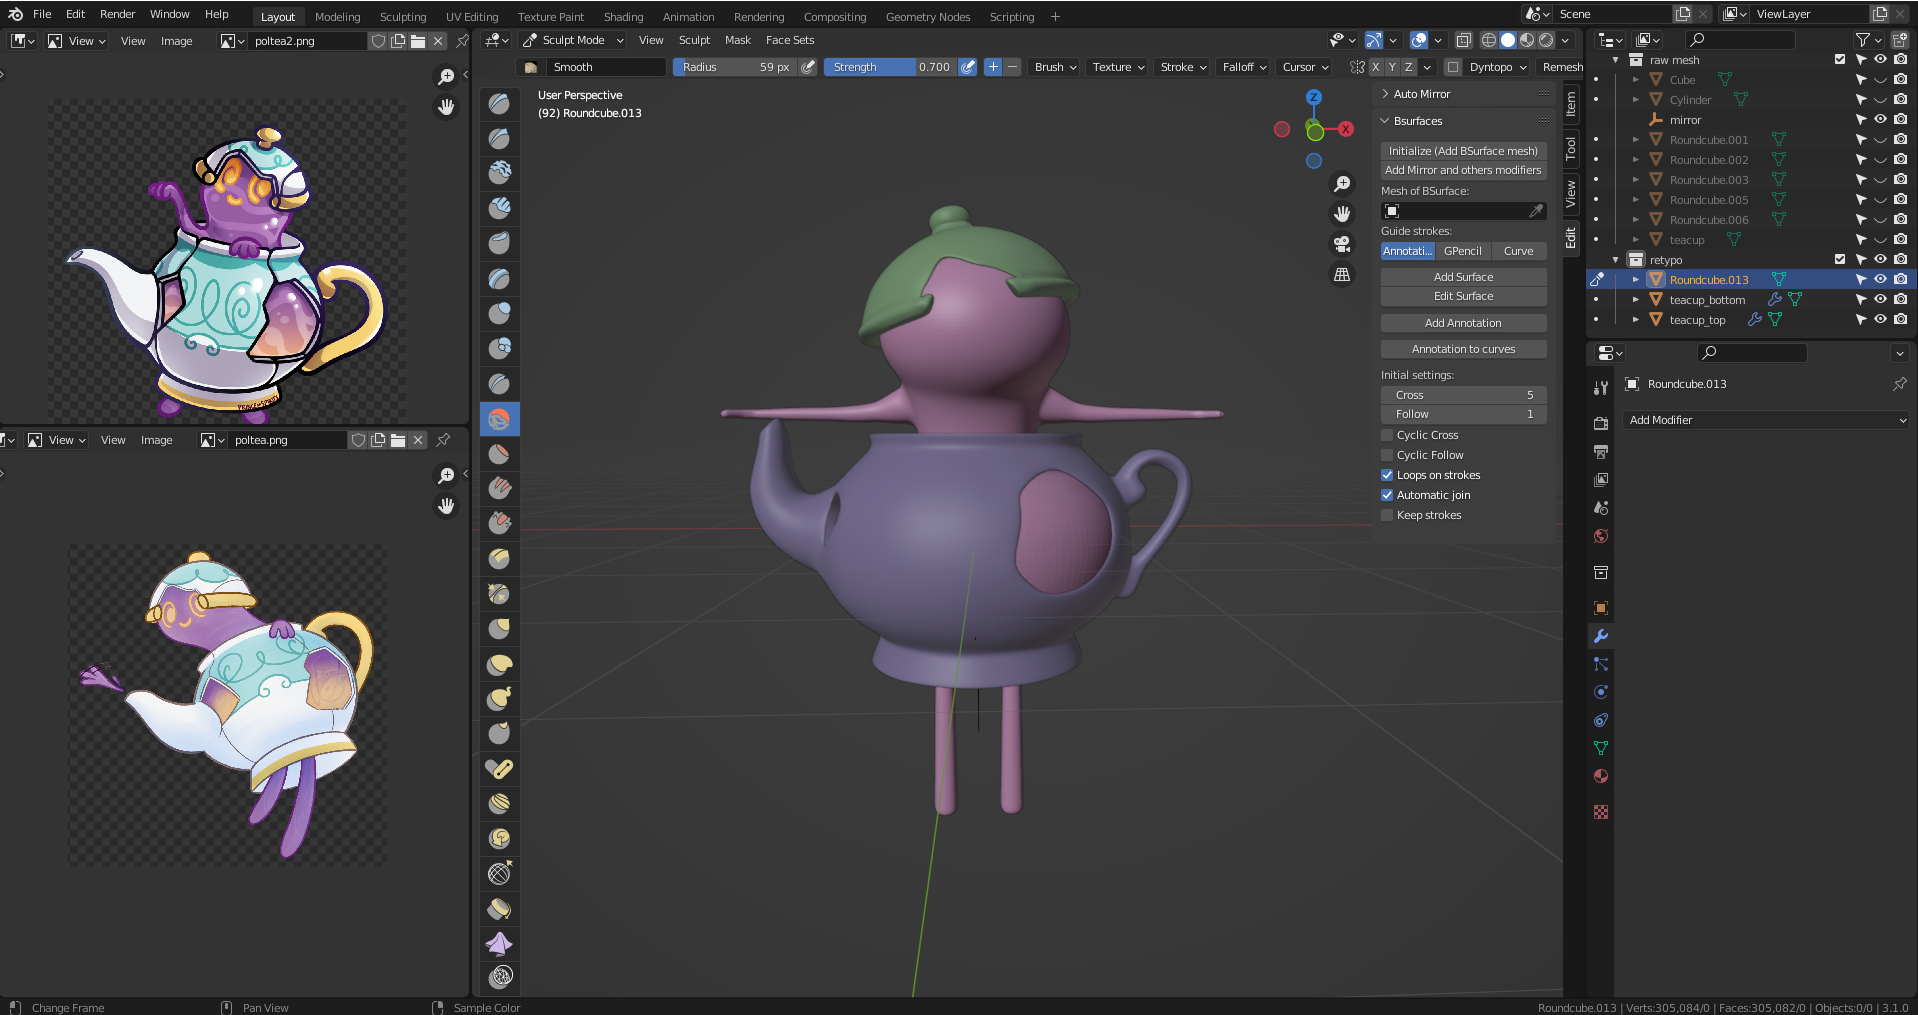 File Edit Render Window Help
Layout Modeling Sculpting UV Editing Texture Paint Shading Animation Rendering Compositing Geometry Nodes Scripting +
Scene
ViewLayer
View View Image poltea2.png
Sculpt Mode View Sculpt Mask Face Sets
Smooth Radius 59 px Strength 0.700 Brush Texture Stroke Falloff Cursor X Y Z Dyntopo Remesh
User Perspective
(92) Roundcube.013
Z
X
Auto Mirror
Bsurfaces
Initialize (Add BSurface mesh)
Add Mirror and others modifiers
Mesh of BSurface:
Guide strokes:
Annotati... GPencil Curve
Add Surface
Edit Surface
Add Annotation
Annotation to curves
Initial settings:
Cross 5
Follow 1
Cyclic Cross
Cyclic Follow
Loops on strokes
Automatic join
Keep strokes
Item
Tool
View
Edit
raw mesh
Cube
Cylinder
mirror
Roundcube.001
Roundcube.002
Roundcube.003
Roundcube.005
Roundcube.006
teacup
retypo
Roundcube.013
teacup_bottom
teacup_top
Roundcube.013
Add Modifier
View View Image poltea.png
Change Frame Pan View Sample Color
Roundcube.013 | Verts:305,084/0 | Faces:305,082/0 | Objects:0/0 | 3.1.0